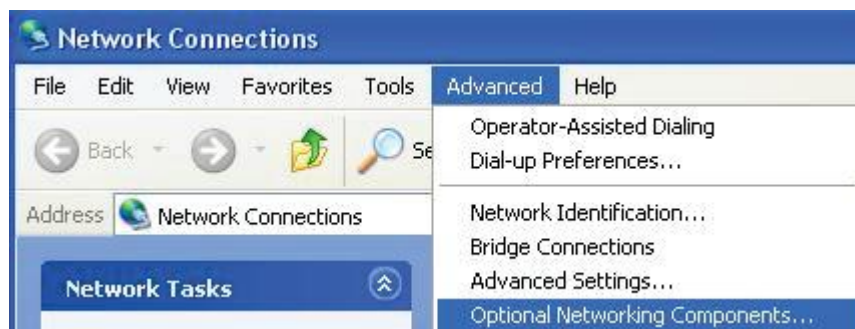 Network Connections
File Edit View Favorites Tools Advanced Help
Operator-Assisted Dialing
Back
Dial-up Preferences...
Address Network Connections
Network Identification...
Bridge Connections
Advanced Settings...
Network Tasks
Optional Networking Components...